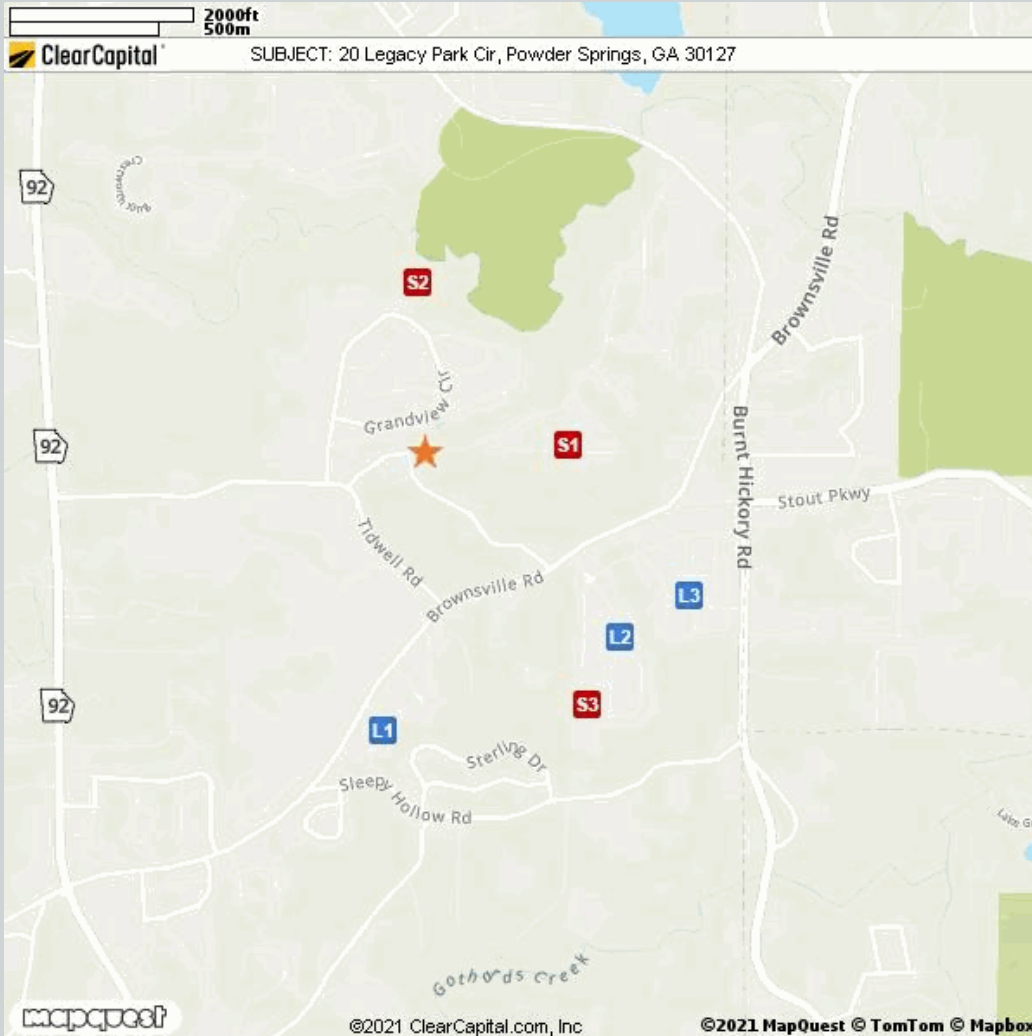 2000ft
500m
ClearCapital
SUBJECT: 20 Legacy Park Cir, Powder Springs, GA 30127
92
S2
Brownsville Rd
Grandview Cir
92
S1
Burnt Hickory Rd
Stout Pkwy
Tidwell Rd
Brownsville Rd
L3
L2
92
S3
L1
Sterling Dr
Sleepy Hollow Rd
Gothards Creek
mapquest
©2021 ClearCapital.com, Inc
©2021 MapQuest © TomTom © Mapbox